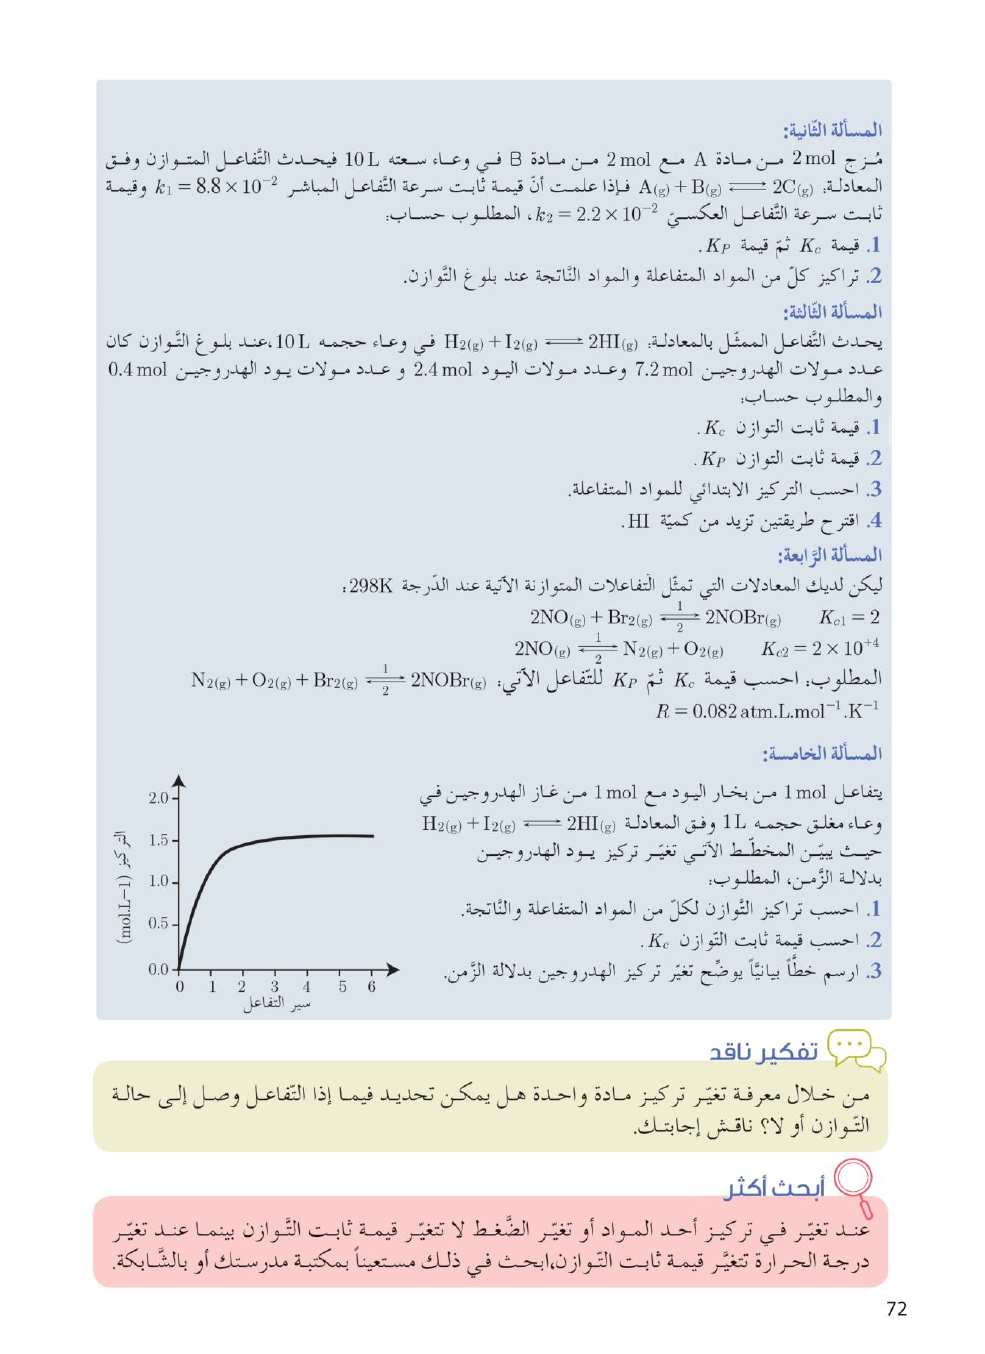 المسألة الثّانية:
مُزج 2 mol من مادة A مع 2 mol من مادة B في وعاء سعته 10 L فيحدث التَّفاعل المتوازن وفق
المعادلة: A(g) + B(g) ⇌ 2C(g) فإذا علمت أنّ قيمة ثابت سرعة التَّفاعل المباشر k₁ = 8.8 × 10⁻² وقيمة
ثابت سرعة التَّفاعل العكسيّ k₂ = 2.2 × 10⁻²، المطلوب حساب:
1. قيمة Kc ثمّ قيمة KP.
2. تراكيز كلّ من المواد المتفاعلة والمواد النَّاتجة عند بلوغ التَّوازن.
المسألة الثّالثة:
يحدث التَّفاعل الممثّل بالمعادلة: H₂(g) + I₂(g) ⇌ 2HI(g) في وعاء حجمه 10 L،عند بلوغ التَّوازن كان
عدد مولات الهدروجين 7.2 mol وعدد مولات اليود 2.4 mol و عدد مولات يود الهدروجين 0.4 mol
والمطلوب حساب:
1. قيمة ثابت التوازن Kc.
2. قيمة ثابت التوازن KP.
3. احسب التركيز الابتدائي للمواد المتفاعلة.
4. اقترح طريقتين تزيد من كميّة HI.
المسألة الرَّابعة:
ليكن لديك المعادلات التي تمثّل التفاعلات المتوازنة الآتية عند الدّرجة 298K:
2NO(g) + Br₂(g) ⇌ 2NOBr(g) Kc1 = 2
1
2
2NO(g) ⇌ N₂(g) + O₂(g) Kc2 = 2 × 10⁺⁴
1
2
المطلوب: احسب قيمة Kc ثمّ KP للتّفاعل الآتي: N₂(g) + O₂(g) + Br₂(g) ⇌ 2NOBr(g)
1
2
R = 0.082 atm.L.mol⁻¹.K⁻¹
المسألة الخامسة:
يتفاعل 1 mol من بخار اليود مع 1 mol من غاز الهدروجين في
وعاء مغلق حجمه 1 L وفق المعادلة H₂(g) + I₂(g) ⇌ 2HI(g)
حيث يبيّن المخطّط الآتي تغيّر تركيز يود الهدروجين
بدلالة الزَّمن، المطلوب:
1. احسب تراكيز التَّوازن لكلّ من المواد المتفاعلة والنَّاتجة.
2. احسب قيمة ثابت التّوازن Kc.
3. ارسم خطّاً بيانيَّاً يوضّح تغيّر تركيز الهدروجين بدلالة الزّمن.
التركيز (mol.L-1)
2.0
1.5
1.0
0.5
0.0
0 1 2 3 4 5 6
سير التفاعل
تفكير ناقد
من خلال معرفة تغيّر تركيز مادة واحدة هل يمكن تحديد فيما إذا التّفاعل وصل إلى حالة
التّوازن أو لا؟ ناقش إجابتك.
أبحث أكثر
عند تغيّر في تركيز أحد المواد أو تغيّر الضَّغط لا تتغيّر قيمة ثابت التَّوازن بينما عند تغيّر
درجة الحرارة تتغيَّر قيمة ثابت التّوازن،ابحث في ذلك مستعيناً بمكتبة مدرستك أو بالشَّابكة.
72